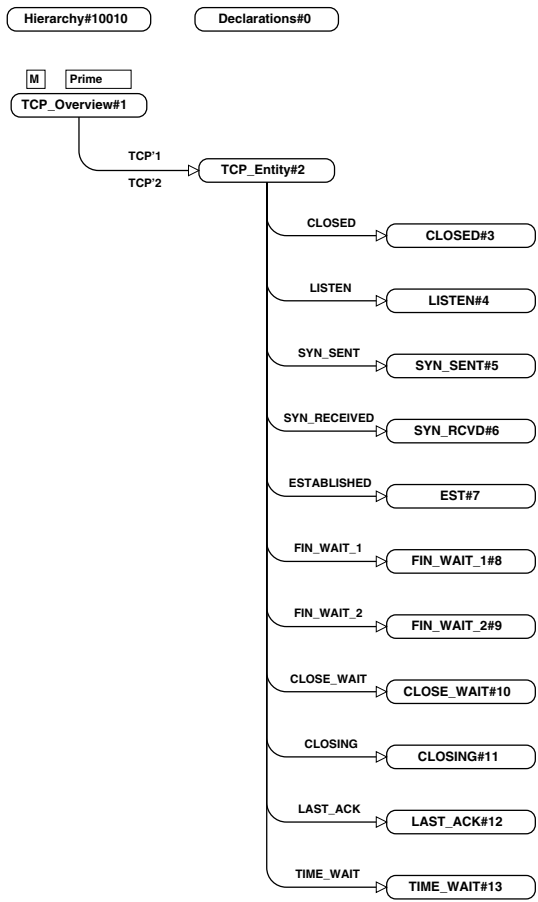 Hierarchy#10010
Declarations#0
M
Prime
TCP_Overview#1
TCP'1
TCP'2
TCP_Entity#2
CLOSED
CLOSED#3
LISTEN
LISTEN#4
SYN_SENT
SYN_SENT#5
SYN_RECEIVED
SYN_RCVD#6
ESTABLISHED
EST#7
FIN_WAIT_1
FIN_WAIT_1#8
FIN_WAIT_2
FIN_WAIT_2#9
CLOSE_WAIT
CLOSE_WAIT#10
CLOSING
CLOSING#11
LAST_ACK
LAST_ACK#12
TIME_WAIT
TIME_WAIT#13